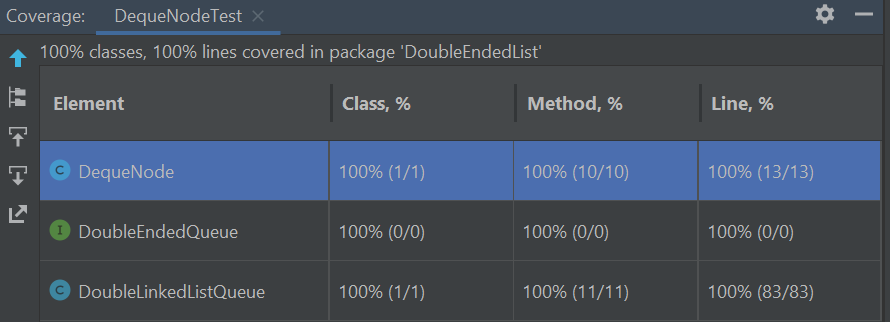 Coverage: DequeNodeTest
100% classes, 100% lines covered in package 'DoubleEndedList'
Element Class, % Method, % Line, %
C DequeNode 100% (1/1) 100% (10/10) 100% (13/13)
I DoubleEndedQueue 100% (0/0) 100% (0/0) 100% (0/0)
C DoubleLinkedListQueue 100% (1/1) 100% (11/11) 100% (83/83)